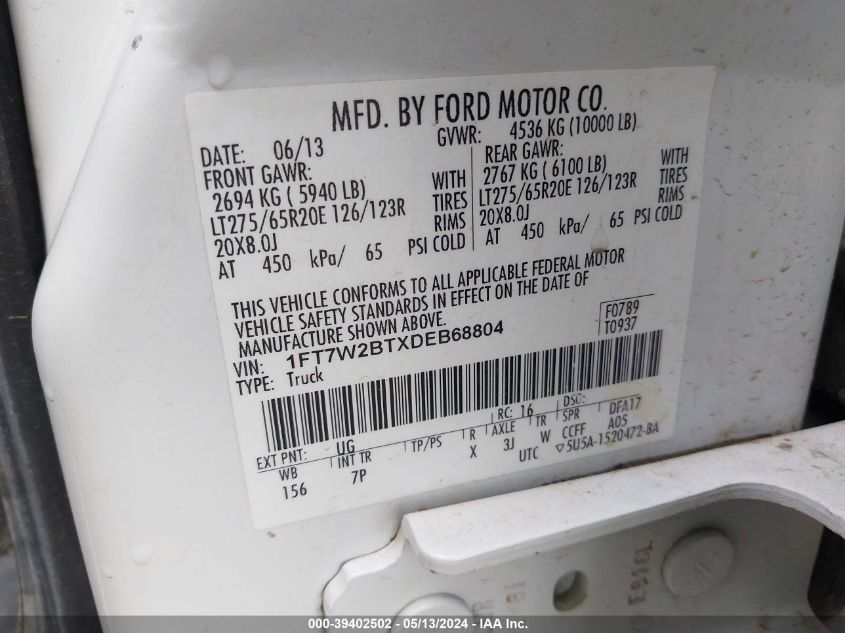 MFD. BY FORD MOTOR CO.
DATE: 06/13
GVWR: 4536 KG (10000 LB)
FRONT GAWR:
2694 KG ( 5940 LB) WITH
LT275/65R20E 126/123R TIRES
20X8.0J RIMS
AT 450 kPa/ 65 PSI COLD
REAR GAWR:
2767 KG ( 6100 LB) WITH
LT275/65R20E 126/123R TIRES
20X8.0J RIMS
AT 450 kPa/ 65 PSI COLD
THIS VEHICLE CONFORMS TO ALL APPLICABLE FEDERAL MOTOR
VEHICLE SAFETY STANDARDS IN EFFECT ON THE DATE OF
MANUFACTURE SHOWN ABOVE.
F0789
T0937
VIN: 1FT7W2BTXDEB68804
TYPE: Truck
EXT PNT: UG RC: 16 DSO:
WB INT TR TP/PS R AXLE TR SPR DFA17
156 7P X 3J W CCFF A05
UTC ▽5U5A-1520472-BA
000-39402502 - 05/13/2024 - IAA Inc.